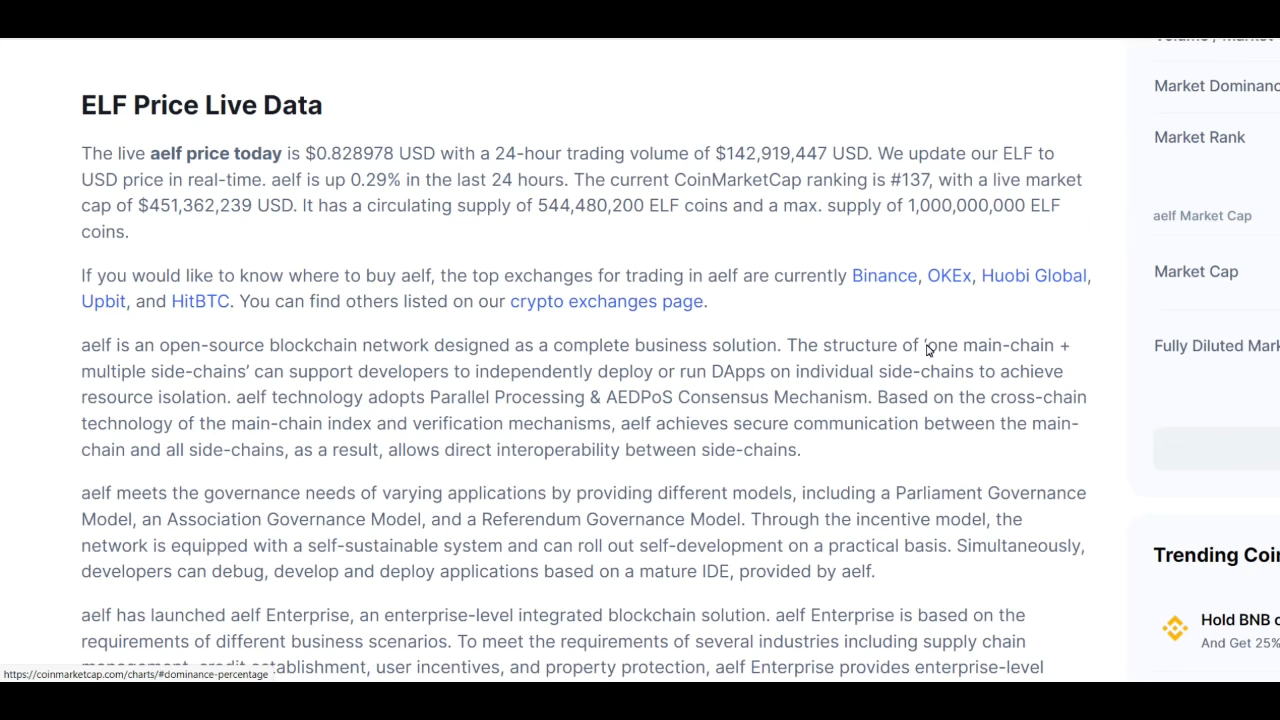 ELF Price Live Data
The live aelf price today is $0.828978 USD with a 24-hour trading volume of $142,919,447 USD. We update our ELF to
USD price in real-time. aelf is up 0.29% in the last 24 hours. The current CoinMarketCap ranking is #137, with a live market
cap of $451,362,239 USD. It has a circulating supply of 544,480,200 ELF coins and a max. supply of 1,000,000,000 ELF
coins.
If you would like to know where to buy aelf, the top exchanges for trading in aelf are currently Binance, OKEx, Huobi Global,
Upbit, and HitBTC. You can find others listed on our crypto exchanges page.
aelf is an open-source blockchain network designed as a complete business solution. The structure of ‘one main-chain +
multiple side-chains’ can support developers to independently deploy or run DApps on individual side-chains to achieve
resource isolation. aelf technology adopts Parallel Processing & AEDPoS Consensus Mechanism. Based on the cross-chain
technology of the main-chain index and verification mechanisms, aelf achieves secure communication between the main-
chain and all side-chains, as a result, allows direct interoperability between side-chains.
aelf meets the governance needs of varying applications by providing different models, including a Parliament Governance
Model, an Association Governance Model, and a Referendum Governance Model. Through the incentive model, the
network is equipped with a self-sustainable system and can roll out self-development on a practical basis. Simultaneously,
developers can debug, develop and deploy applications based on a mature IDE, provided by aelf.
aelf has launched aelf Enterprise, an enterprise-level integrated blockchain solution. aelf Enterprise is based on the
requirements of different business scenarios. To meet the requirements of several industries including supply chain
management, credit establishment, user incentives, and property protection, aelf Enterprise provides enterprise-level
https://coinmarketcap.com/charts/#dominance-percentage
Market Dominanc
Market Rank
aelf Market Cap
Market Cap
Fully Diluted Mark
Trending Coi
Hold BNB o
And Get 25%